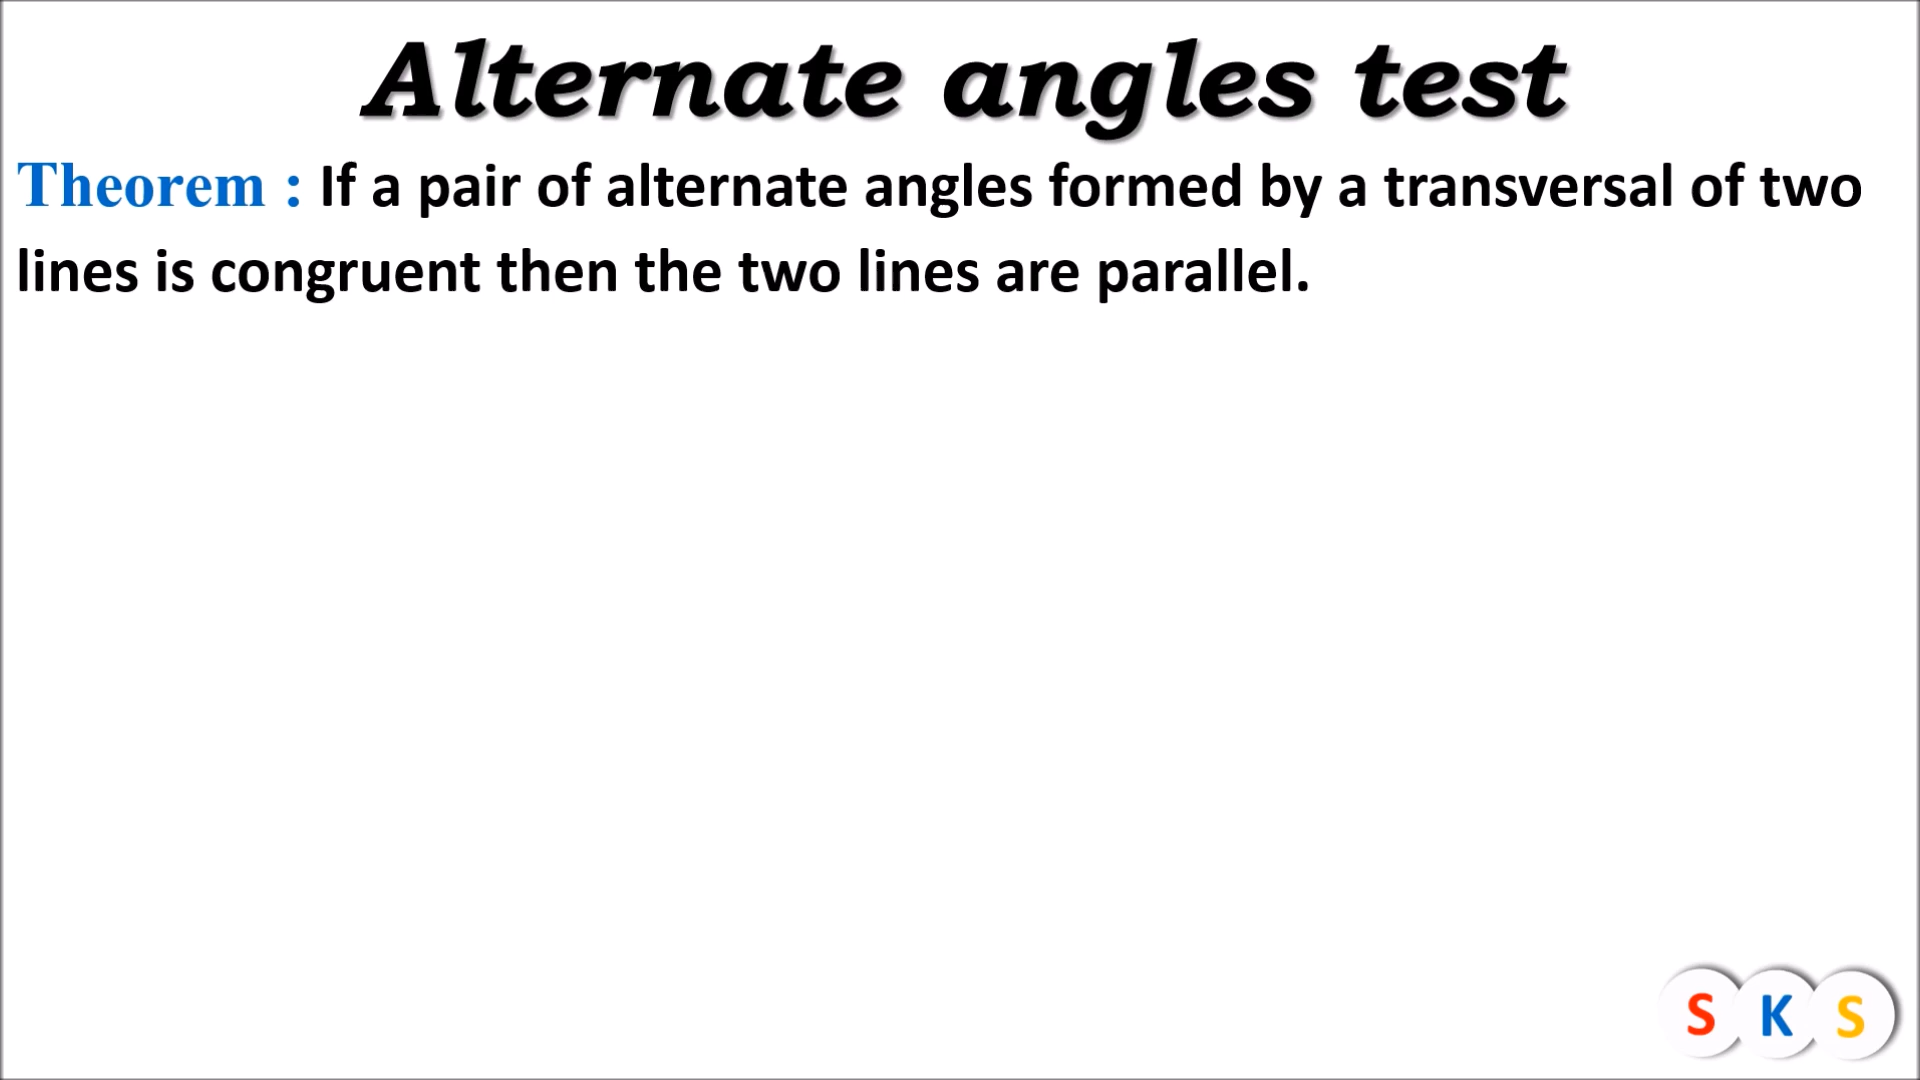 Alternate angles test
Theorem : If a pair of alternate angles formed by a transversal of two
lines is congruent then the two lines are parallel.
S K S